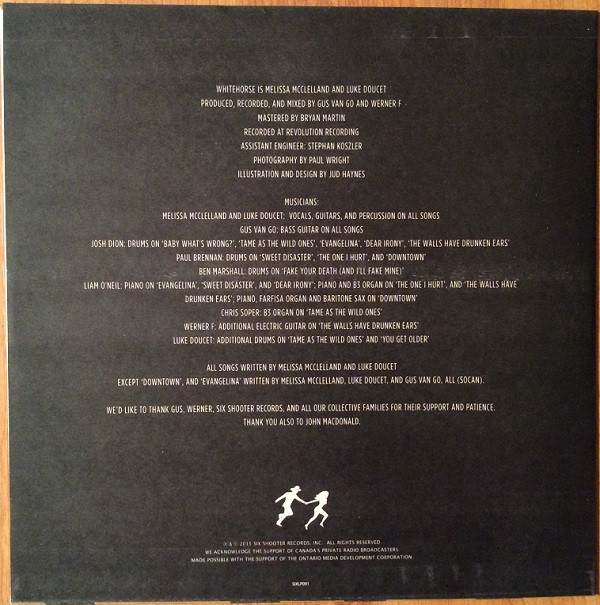 WHITEHORSE IS MELISSA MCCLELLAND AND LUKE DOUCET
PRODUCED, RECORDED, AND MIXED BY GUS VAN GO AND WERNER F
MASTERED BY BRYAN MARTIN
RECORDED AT REVOLUTION RECORDING
ASSISTANT ENGINEER: STEPHAN KOSZLER
PHOTOGRAPHY BY PAUL WRIGHT
ILLUSTRATION AND DESIGN BY JUD HAYNES
MUSICIANS:
MELISSA MCCLELLAND AND LUKE DOUCET: VOCALS, GUITARS, AND PERCUSSION ON ALL SONGS
GUS VAN GO: BASS GUITAR ON ALL SONGS
JOSH DION: DRUMS ON 'BABY WHAT'S WRONG?', 'TAME AS THE WILD ONES', 'EVANGELINA', 'DEAR IRONY', 'THE WALLS HAVE DRUNKEN EARS'
PAUL BRENNAN: DRUMS ON 'SWEET DISASTER', 'THE ONE I HURT', AND 'DOWNTOWN'
BEN MARSHALL: DRUMS ON 'FAKE YOUR DEATH (AND I'LL FAKE MINE)'
LIAM O'NEIL: PIANO ON 'EVANGELINA', 'SWEET DISASTER', AND 'DEAR IRONY'; PIANO AND B3 ORGAN ON 'THE ONE I HURT', AND 'THE WALLS HAVE
DRUNKEN EARS'; PIANO, FARFISA ORGAN AND BARITONE SAX ON 'DOWNTOWN'
CHRIS SOPER: B3 ORGAN ON 'TAME AS THE WILD ONES'
WERNER F: ADDITIONAL ELECTRIC GUITAR ON 'THE WALLS HAVE DRUNKEN EARS'
LUKE DOUCET: ADDITIONAL DRUMS ON 'TAME AS THE WILD ONES' AND 'YOU GET OLDER'
ALL SONGS WRITTEN BY MELISSA MCCLELLAND AND LUKE DOUCET
EXCEPT 'DOWNTOWN', AND 'EVANGELINA' WRITTEN BY MELISSA MCCLELLAND, LUKE DOUCET, AND GUS VAN GO, ALL (SOCAN).
WE'D LIKE TO THANK GUS, WERNER, SIX SHOOTER RECORDS, AND ALL OUR COLLECTIVE FAMILIES FOR THEIR SUPPORT AND PATIENCE.
THANK YOU ALSO TO JOHN MACDONALD.
℗ & © 2015 SIX SHOOTER RECORDS, INC. ALL RIGHTS RESERVED
WE ACKNOWLEDGE THE SUPPORT OF CANADA'S PRIVATE RADIO BROADCASTERS
MADE POSSIBLE WITH THE SUPPORT OF THE ONTARIO MEDIA DEVELOPMENT CORPORATION
SIXLP091